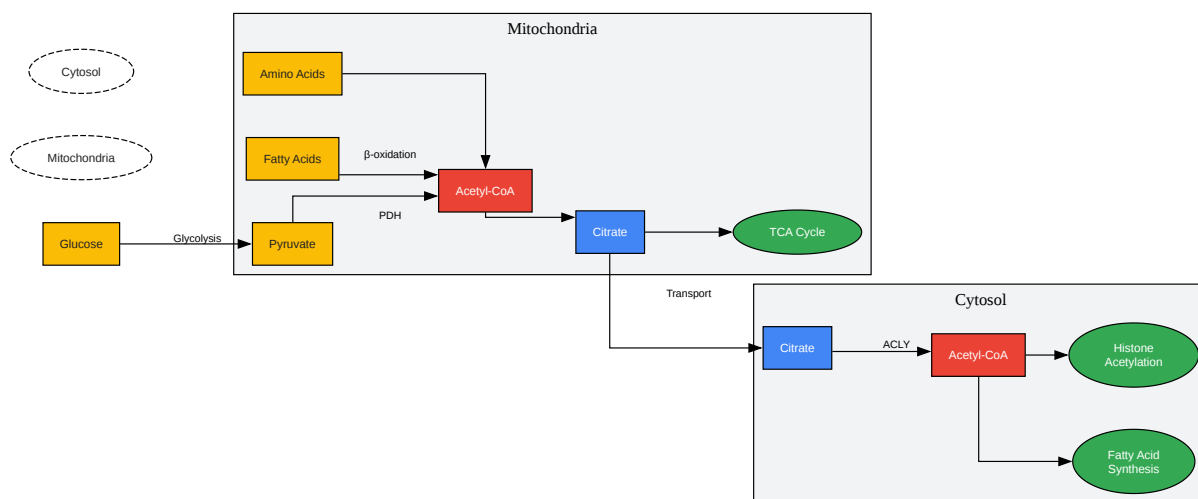 Mitochondria
Amino Acids
Cytosol
Fatty Acids
β-oxidation
Mitochondria
Acetyl-CoA
PDH
Glucose
Glycolysis
Pyruvate
Citrate
TCA Cycle
Transport
Cytosol
Citrate
ACLY
Acetyl-CoA
Histone
Acetylation
Fatty Acid
Synthesis